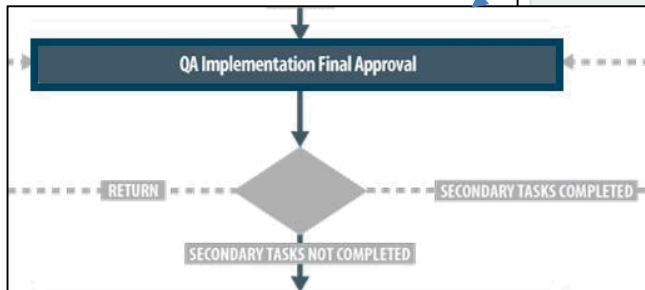 QA Implementation Final Approval
RETURN
SECONDARY TASKS COMPLETED
SECONDARY TASKS NOT COMPLETED